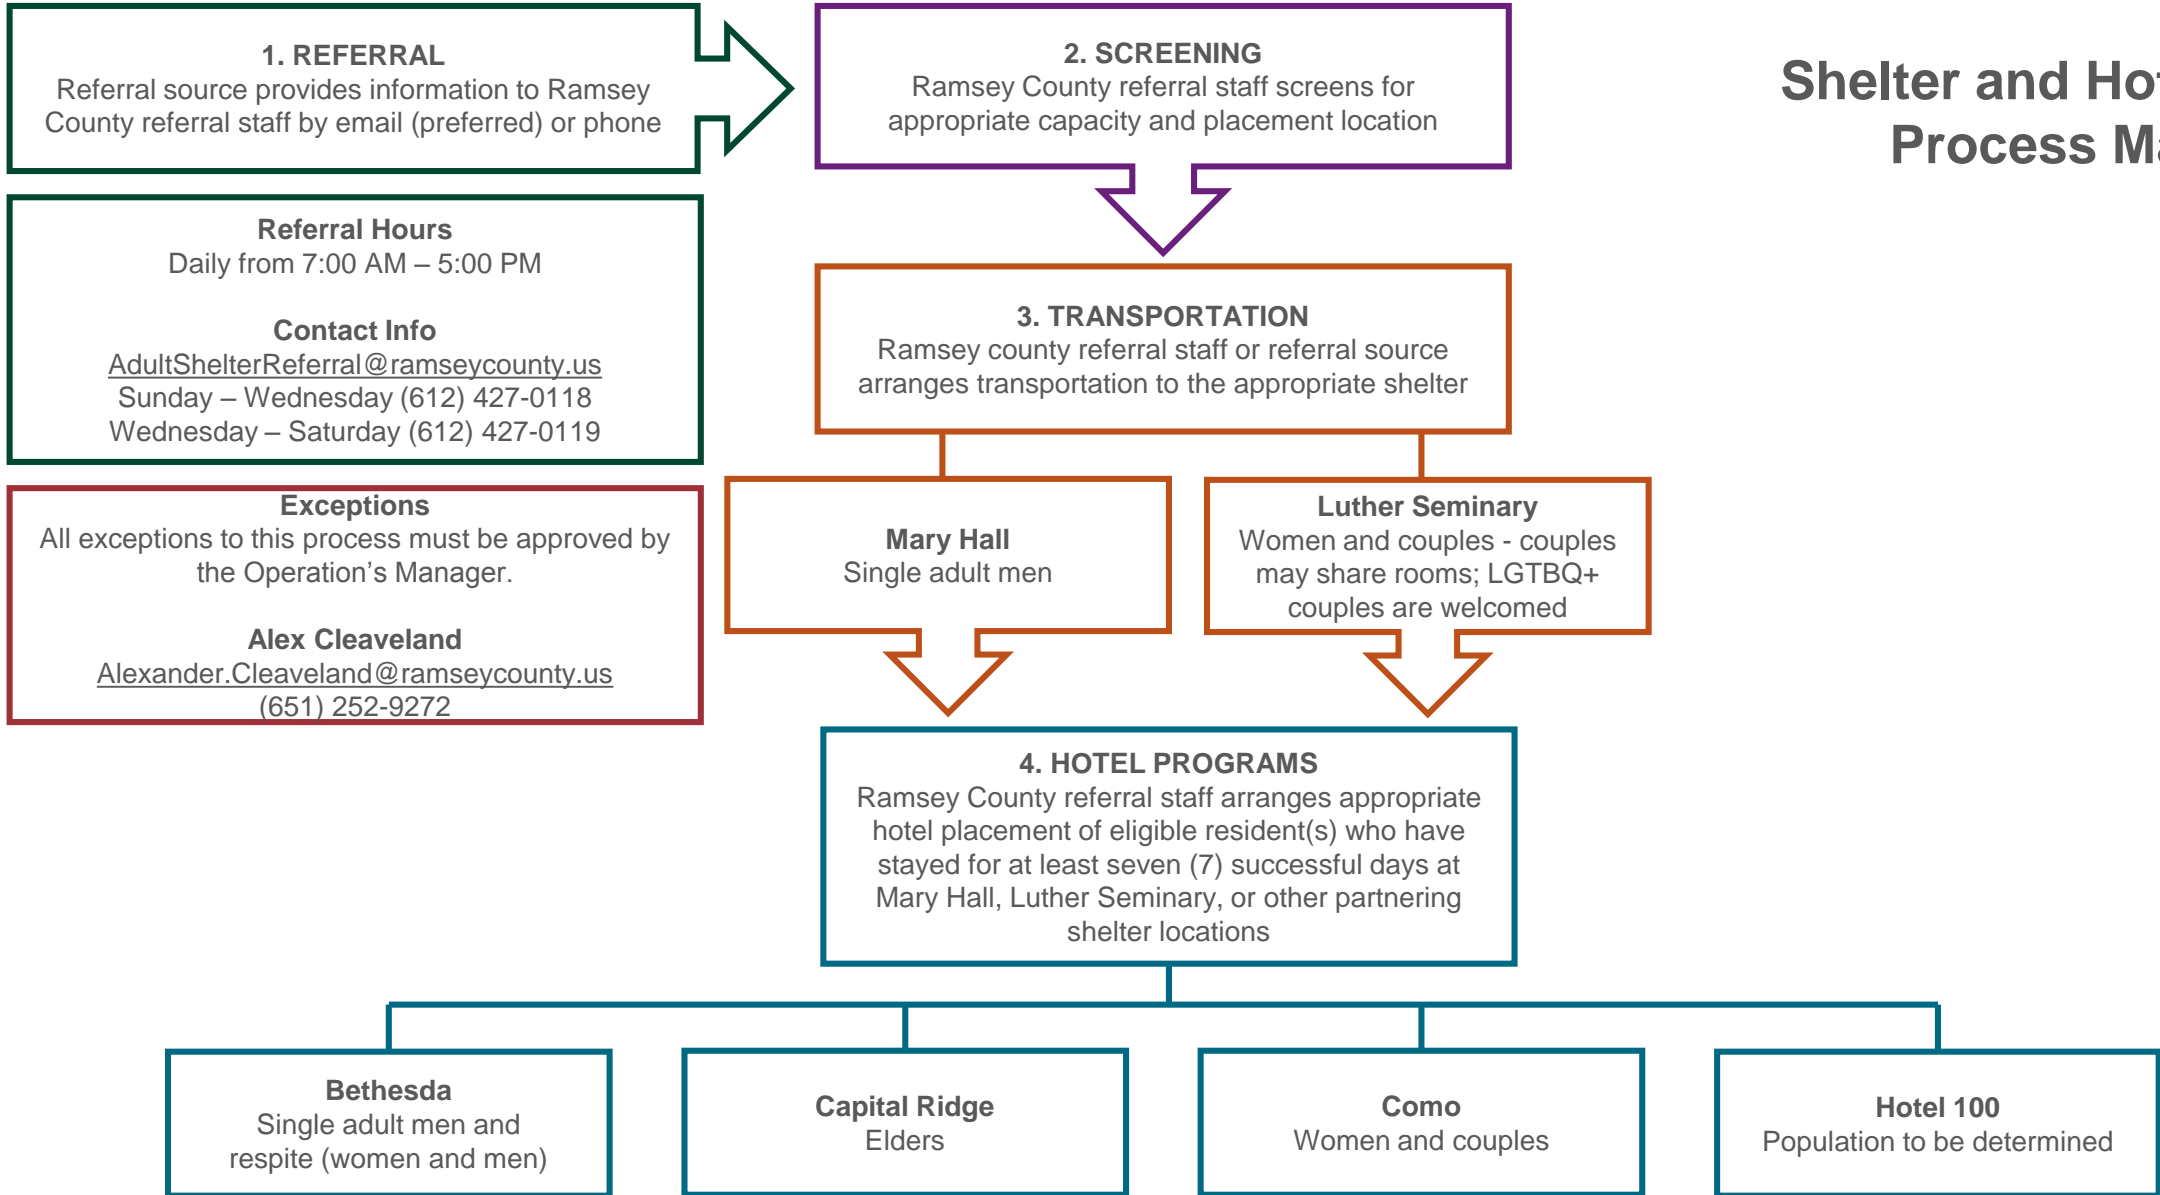 1. REFERRAL
Referral source provides information to Ramsey
County referral staff by email (preferred) or phone
2. SCREENING
Ramsey County referral staff screens for
appropriate capacity and placement location
Shelter and Hot
Process Ma
Referral Hours
Daily from 7:00 AM – 5:00 PM
Contact Info
AdultShelterReferral@ramseycounty.us
Sunday – Wednesday (612) 427-0118
Wednesday – Saturday (612) 427-0119
3. TRANSPORTATION
Ramsey county referral staff or referral source
arranges transportation to the appropriate shelter
Exceptions
All exceptions to this process must be approved by
the Operation's Manager.
Alex Cleaveland
Alexander.Cleaveland@ramseycounty.us
(651) 252-9272
Mary Hall
Single adult men
Luther Seminary
Women and couples - couples
may share rooms; LGTBQ+
couples are welcomed
4. HOTEL PROGRAMS
Ramsey County referral staff arranges appropriate
hotel placement of eligible resident(s) who have
stayed for at least seven (7) successful days at
Mary Hall, Luther Seminary, or other partnering
shelter locations
Bethesda
Single adult men and
respite (women and men)
Capital Ridge
Elders
Como
Women and couples
Hotel 100
Population to be determined